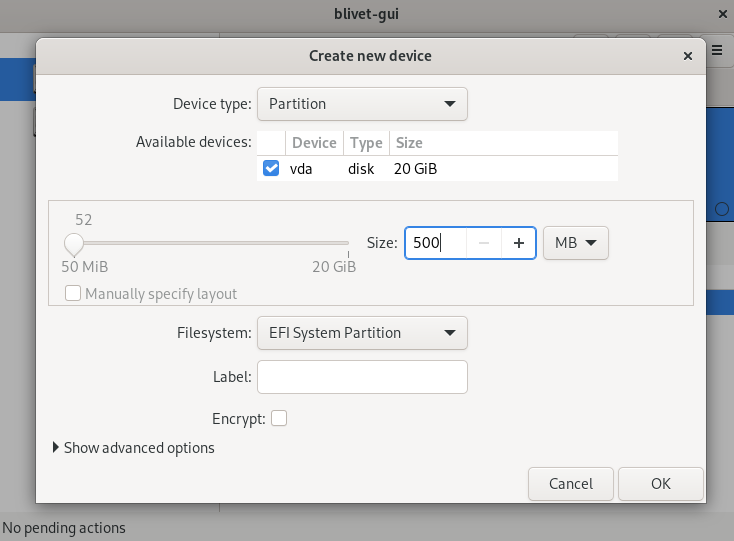 blivet-gui
Create new device
Device type: Partition
Available devices:
Device Type Size
vda disk 20 GiB
52
Size: 500 MB
50 MiB 20 GiB
Manually specify layout
Filesystem: EFI System Partition
Label:
Encrypt:
Show advanced options
Cancel OK
No pending actions